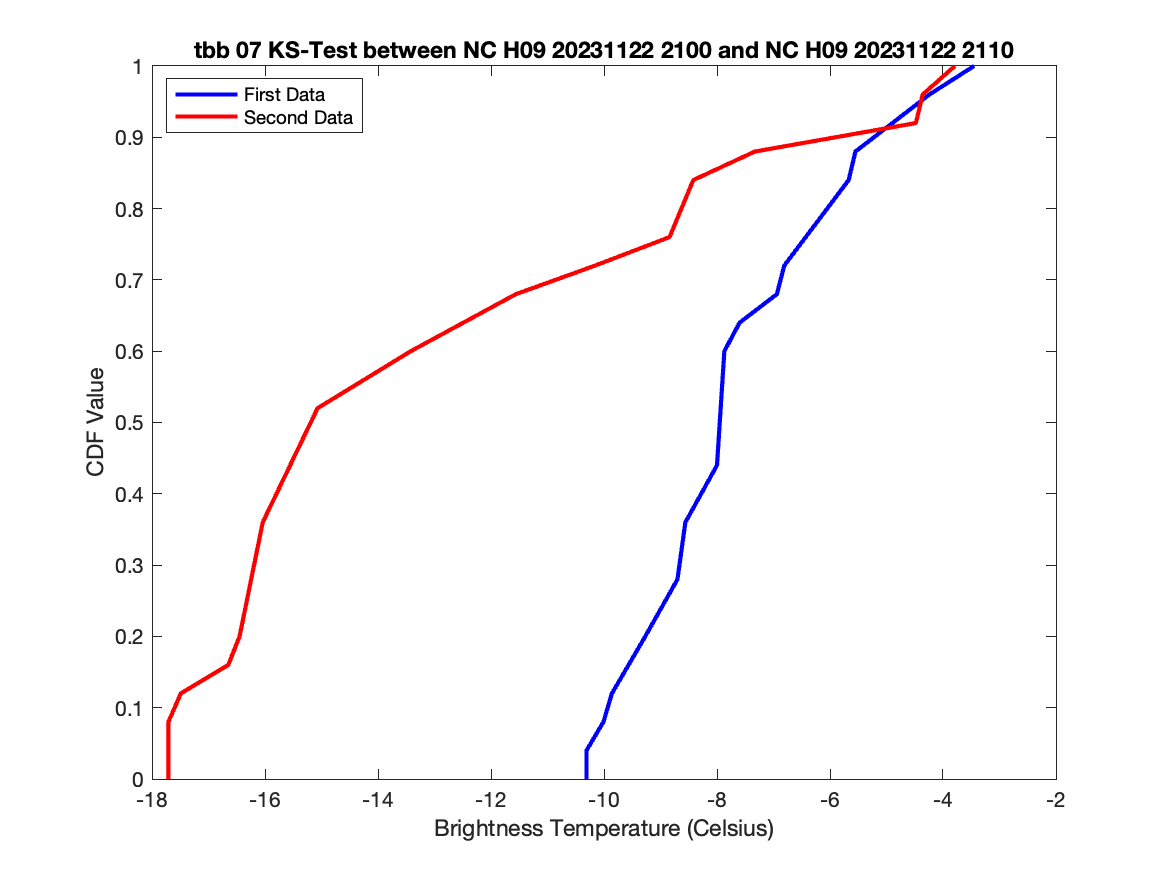 tbb 07 KS-Test between NC H09 20231122 2100 and NC H09 20231122 2110
First Data
Second Data
1
0.9
0.8
0.7
0.6
0.5
0.4
0.3
0.2
0.1
0
CDF Value
-18 -16 -14 -12 -10 -8 -6 -4 -2
Brightness Temperature (Celsius)